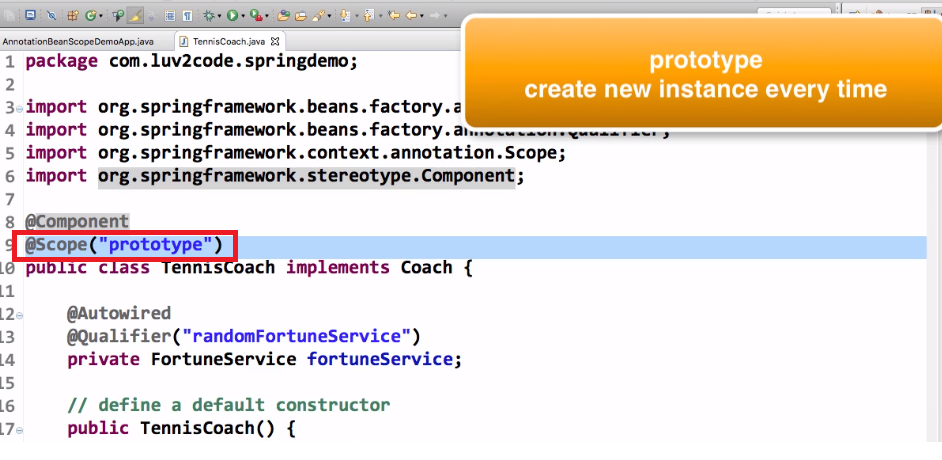 AnnotationBeanScopeDemoApp.java
TennisCoach.java
prototype
create new instance every time
1 package com.luv2code.springdemo;
2
3 import org.springframework.beans.factory.
4 import org.springframework.beans.factory.annotation.Qualifier;
5 import org.springframework.context.annotation.Scope;
6 import org.springframework.stereotype.Component;
7
8 @Component
9 @Scope("prototype")
10 public class TennisCoach implements Coach {
11
12 @Autowired
13 @Qualifier("randomFortuneService")
14 private FortuneService fortuneService;
15
16 // define a default constructor
17 public TennisCoach() {